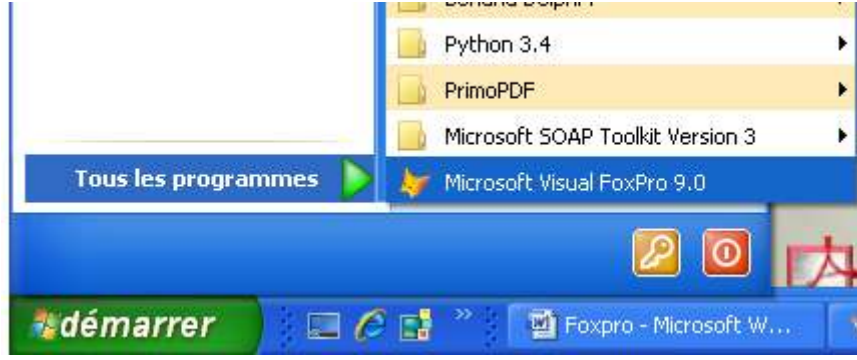 Python 3.4
PrimoPDF
Microsoft SOAP Toolkit Version 3
Tous les programmes
Microsoft Visual FoxPro 9.0
démarrer
Foxpro - Microsoft W...